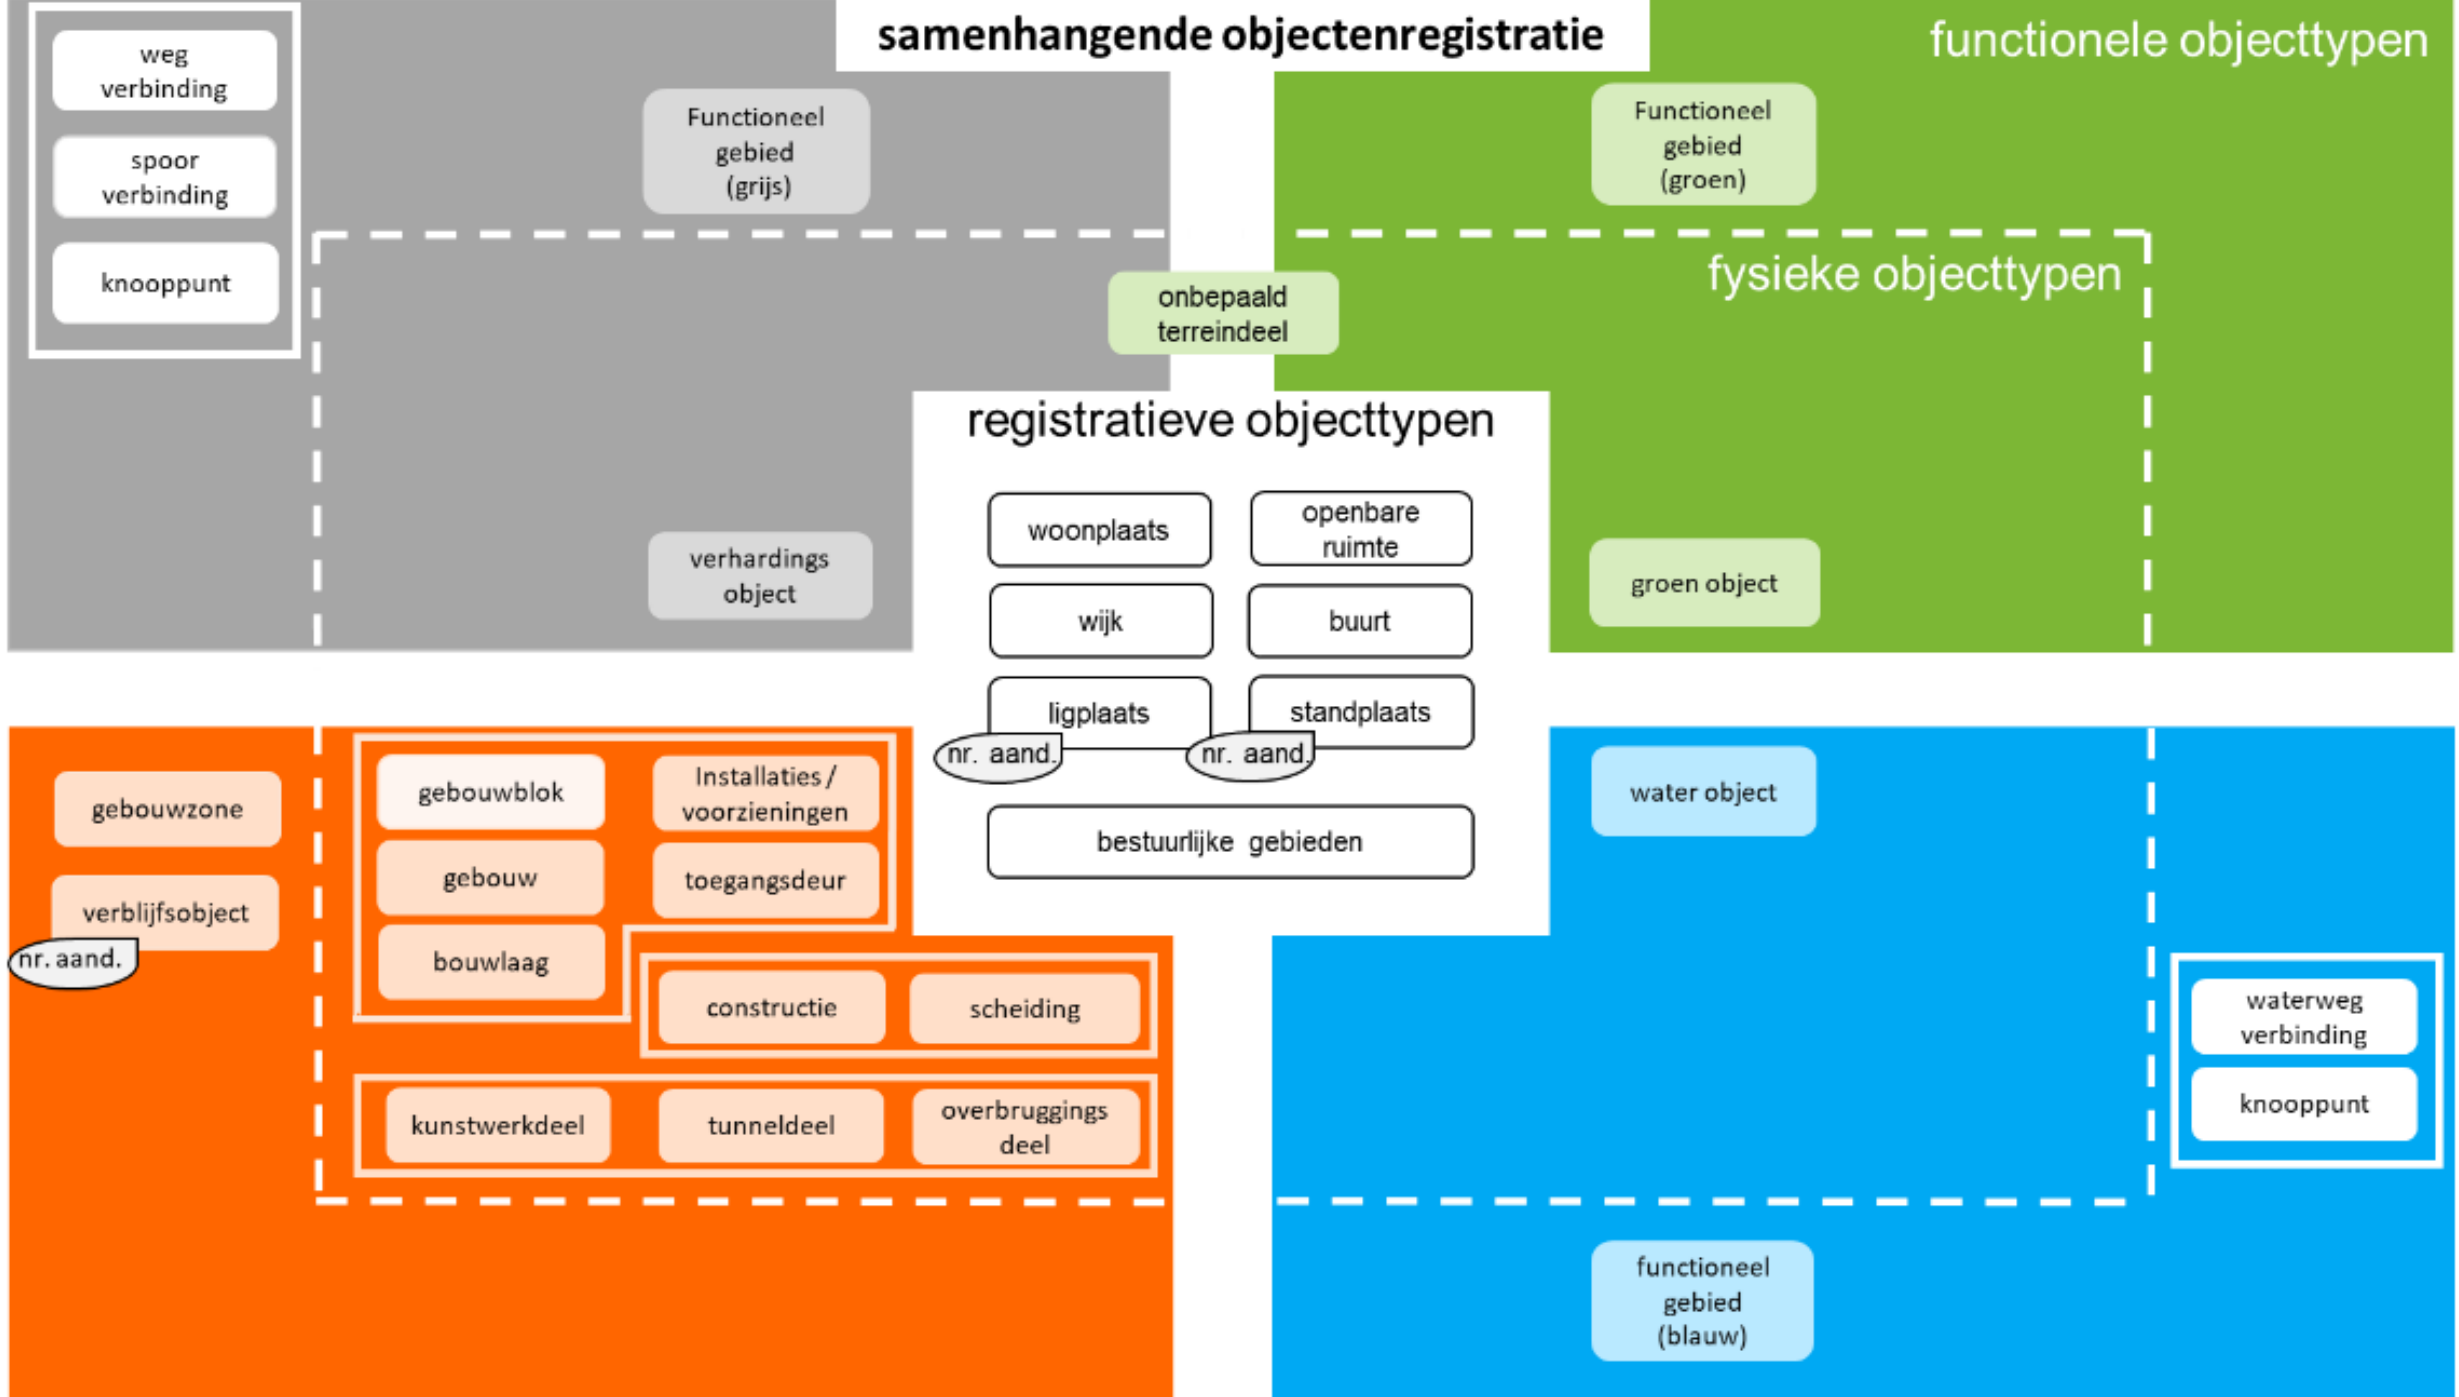 samenhangende objectenregistratie
functionele objecttypen
weg
verbinding
spoor
verbinding
knooppunt
Functioneel
gebied
(grijs)
Functioneel
gebied
(groen)
fysieke objecttypen
onbepaald
terreindeel
verhardings
object
groen object
registratieve objecttypen
woonplaats
openbare
ruimte
wijk
buurt
ligplaats
nr. aand.
standplaats
nr. aand.
bestuurlijke gebieden
gebouwzone
verblijfsobject
nr. aand.
gebouwblok
Installaties /
voorzieningen
gebouw
toegangsdeur
bouwlaag
constructie
scheiding
kunstwerkdeel
tunneldeel
overbruggings
deel
water object
waterweg
verbinding
knooppunt
functioneel
gebied
(blauw)